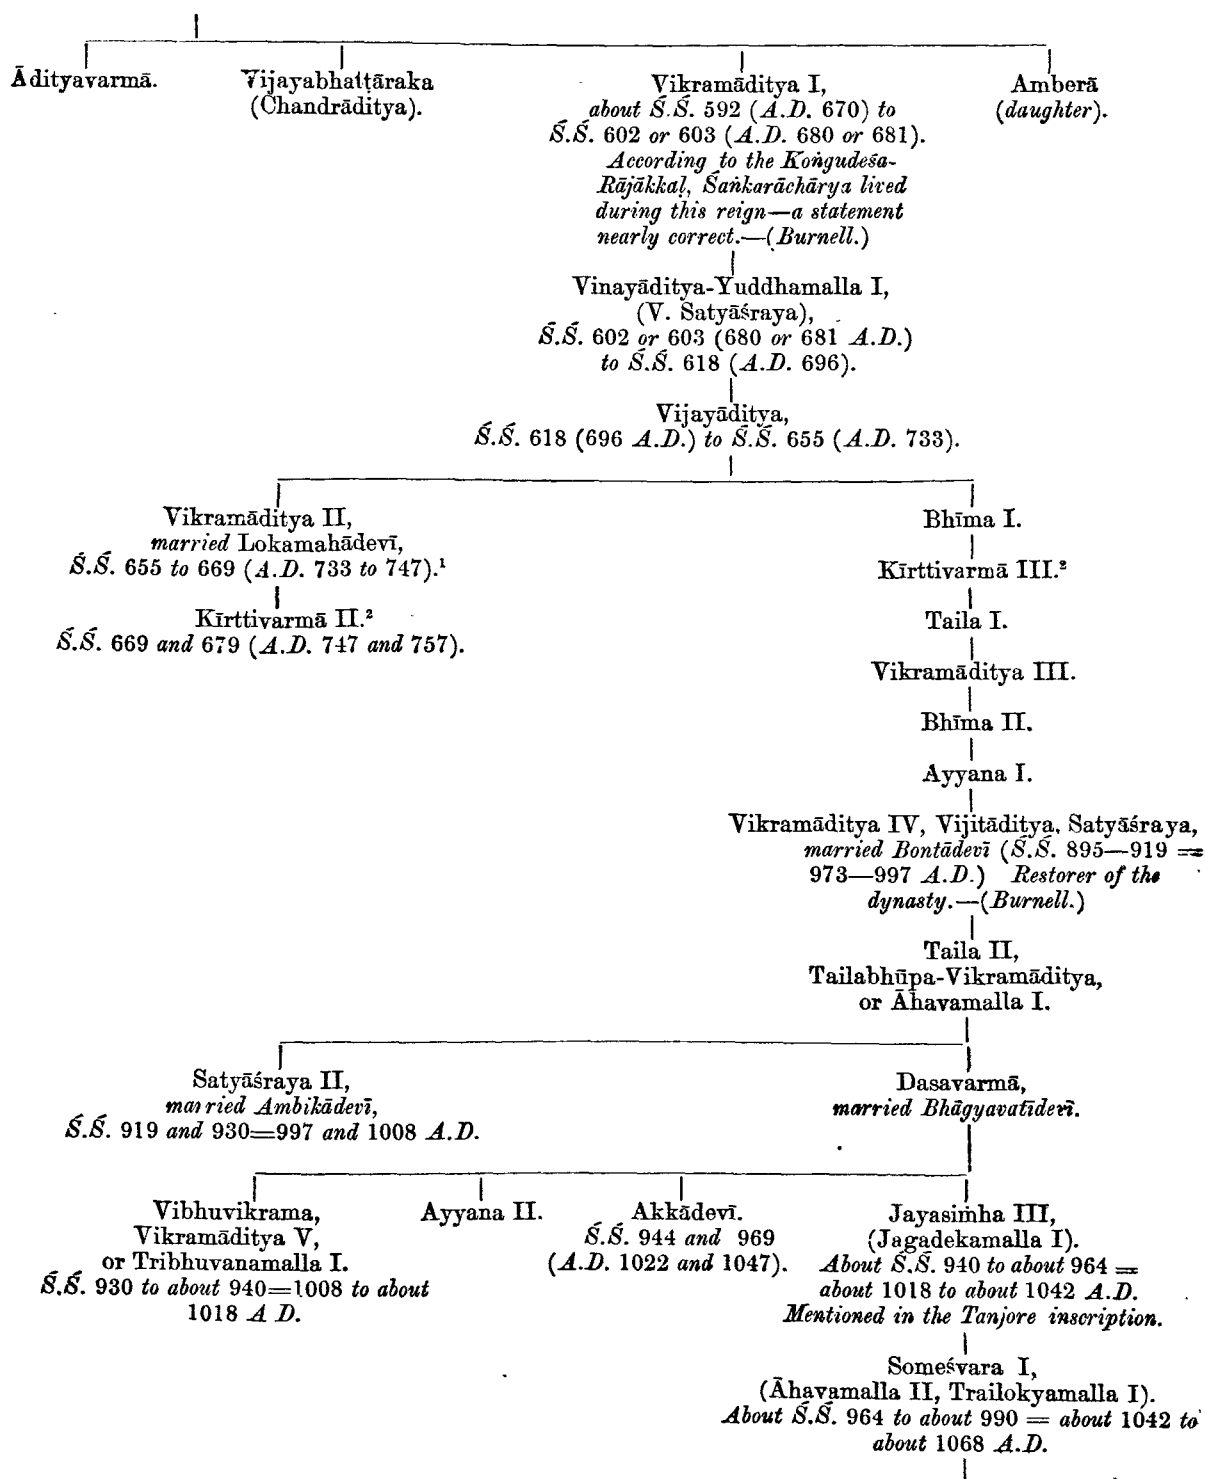 Ādityavarmā.
Vijayabhaṭṭāraka
(Chandrāditya).
Vikramāditya I,
about Ś.Ś. 592 (A.D. 670) to
Ś.Ś. 602 or 603 (A.D. 680 or 681).
According to the Koṅgudeśa-
Rājākkaḷ, Śaṅkarāchārya lived
during this reign—a statement
nearly correct.—(Burnell.)
Amberā
(daughter).
Vinayāditya-Yuddhamalla I,
(V. Satyāśraya),
Ś.Ś. 602 or 603 (680 or 681 A.D.)
to Ś.Ś. 618 (A.D. 696).
Vijayāditya,
Ś.Ś. 618 (696 A.D.) to Ś.Ś. 655 (A.D. 733).
Vikramāditya II,
married Lokamahādevī,
Ś.Ś. 655 to 669 (A.D. 733 to 747).¹
Kīrttivarmā II.²
Ś.Ś. 669 and 679 (A.D. 747 and 757).
Bhīma I.
Kīrttivarmā III.²
Taila I.
Vikramāditya III.
Bhīma II.
Ayyana I.
Vikramāditya IV, Vijitāditya, Satyāśraya,
married Bontādevī (Ś.Ś. 895—919 =
973—997 A.D.) Restorer of the
dynasty.—(Burnell.)
Taila II,
Tailabhūpa-Vikramāditya,
or Āhavamalla I.
Satyāśraya II,
married Ambikādevī,
Ś.Ś. 919 and 930=997 and 1008 A.D.
Dasavarmā,
married Bhāgyavatīdevī.
Vibhuvikrama,
Vikramāditya V,
or Tribhuvanamalla I.
Ś.Ś. 930 to about 940=1008 to about
1018 A D.
Ayyana II.
Akkādevī.
Ś.Ś. 944 and 969
(A.D. 1022 and 1047).
Jayasiṁha III,
(Jagadekamalla I).
About Ś.Ś. 940 to about 964 =
about 1018 to about 1042 A.D.
Mentioned in the Tanjore inscription.
Someśvara I,
(Āhavamalla II, Trailokyamalla I).
About Ś.Ś. 964 to about 990 = about 1042 to
about 1068 A.D.